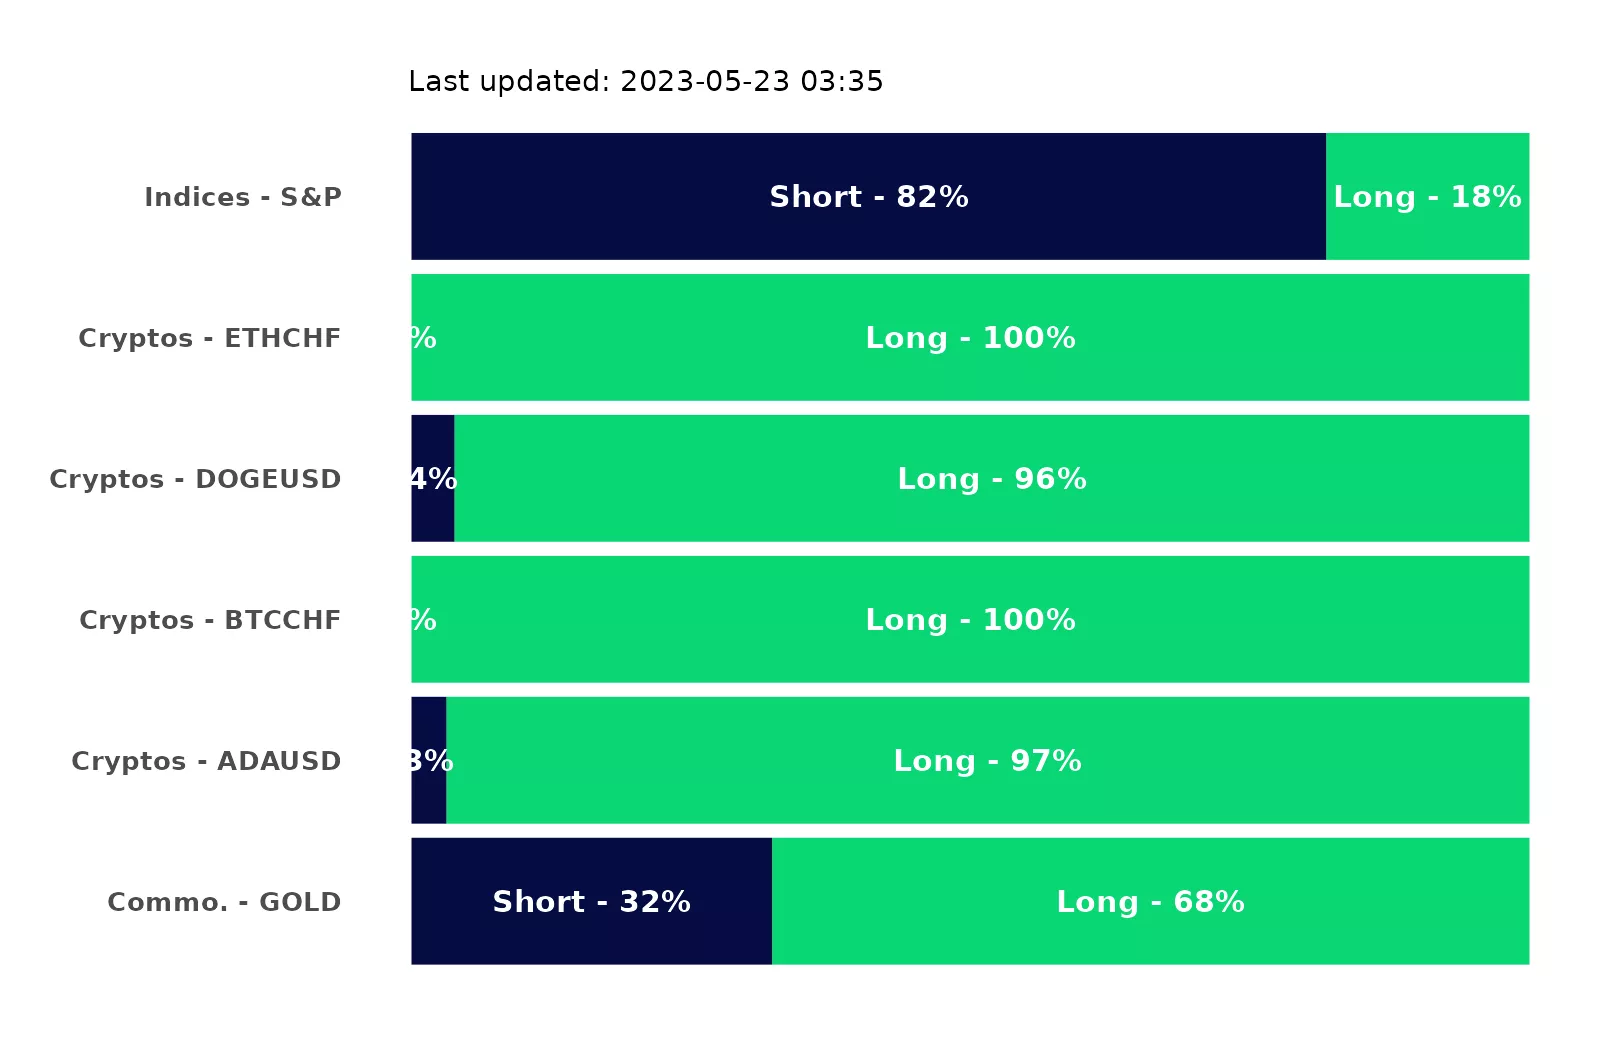 Last updated: 2023-05-23 03:35
Indices - S&P Short - 82% Long - 18%
Cryptos - ETHCHF % Long - 100%
Cryptos - DOGEUSD 4% Long - 96%
Cryptos - BTCCHF % Long - 100%
Cryptos - ADAUSD 3% Long - 97%
Commo. - GOLD Short - 32% Long - 68%